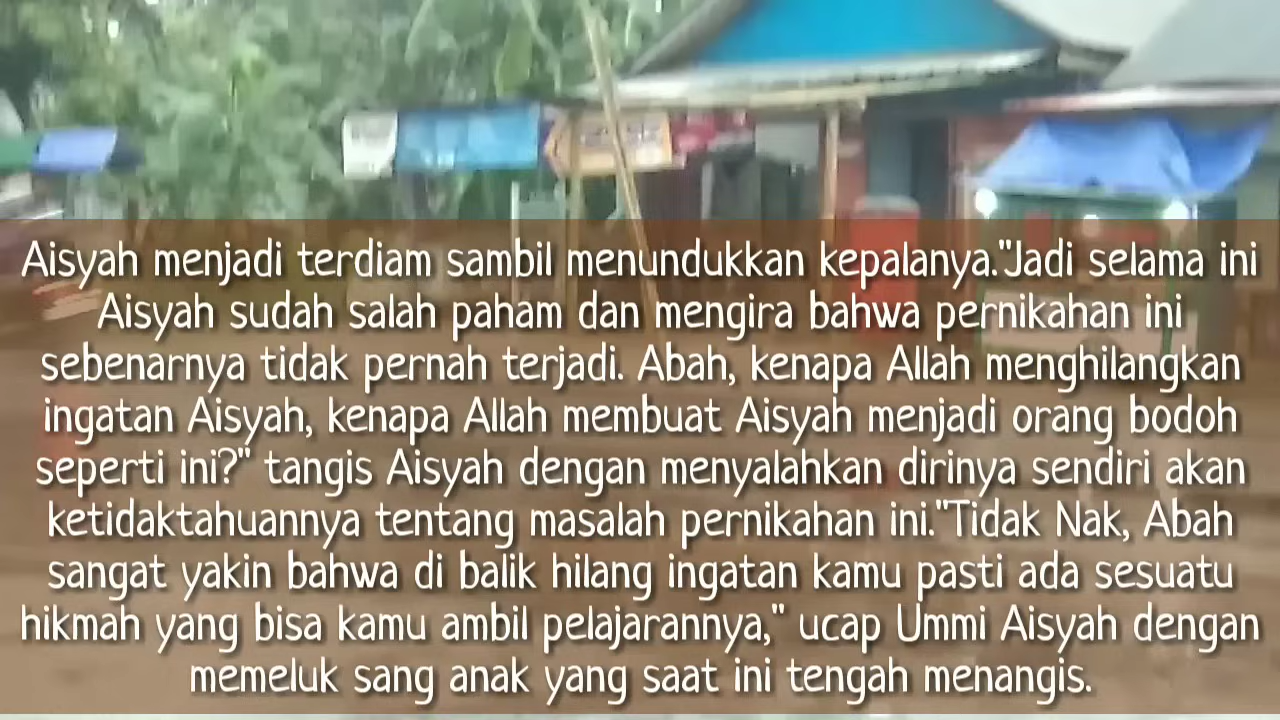 Aisyah menjadi terdiam sambil menundukkan kepalanya."Jadi selama ini
Aisyah sudah salah paham dan mengira bahwa pernikahan ini
sebenarnya tidak pernah terjadi. Abah, kenapa Allah menghilangkan
ingatan Aisyah, kenapa Allah membuat Aisyah menjadi orang bodoh
seperti ini?" tangis Aisyah dengan menyalahkan dirinya sendiri akan
ketidaktahuannya tentang masalah pernikahan ini."Tidak Nak, Abah
sangat yakin bahwa di balik hilang ingatan kamu pasti ada sesuatu
hikmah yang bisa kamu ambil pelajarannya," ucap Ummi Aisyah dengan
memeluk sang anak yang saat ini tengah menangis.